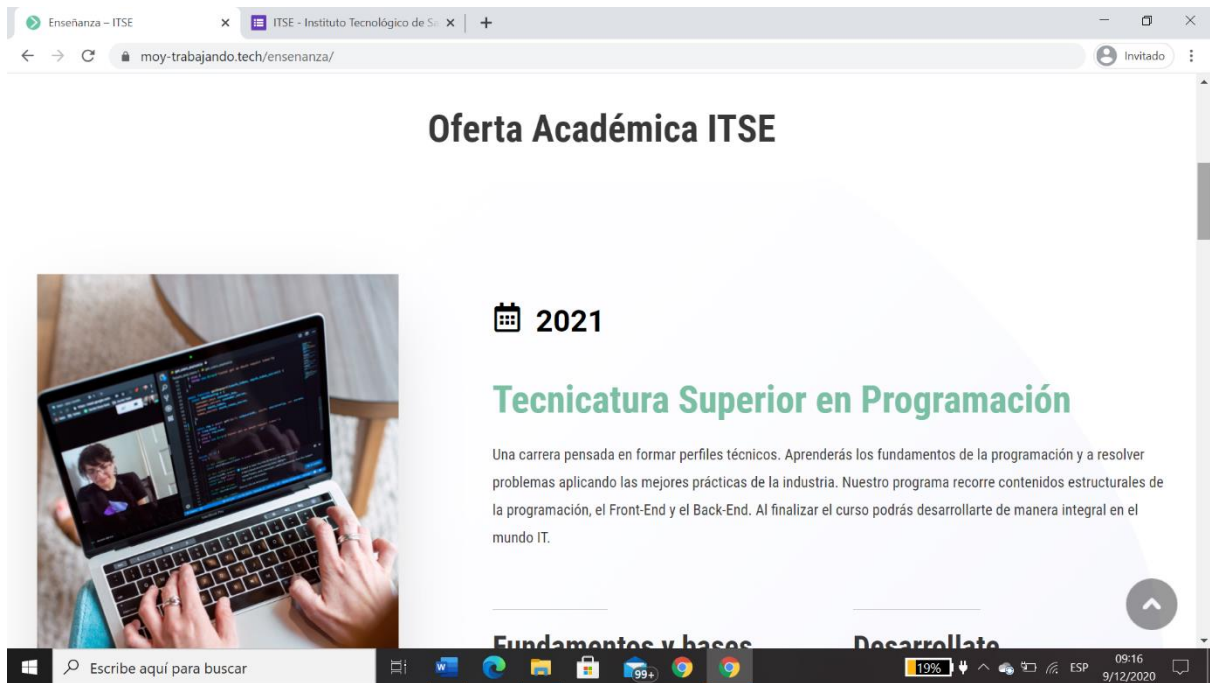 Enseñanza – ITSE
ITSE - Instituto Tecnológico de Sa
moy-trabajando.tech/ensenanza/
Invitado
Oferta Académica ITSE
2021
Tecnicatura Superior en Programación
Una carrera pensada en formar perfiles técnicos. Aprenderás los fundamentos de la programación y a resolver
problemas aplicando las mejores prácticas de la industria. Nuestro programa recorre contenidos estructurales de
la programación, el Front-End y el Back-End. Al finalizar el curso podrás desarrollarte de manera integral en el
mundo IT.
Fundamentos y bases
Desarrollate
Escribe aquí para buscar
99+
19%
ESP
09:16
9/12/2020